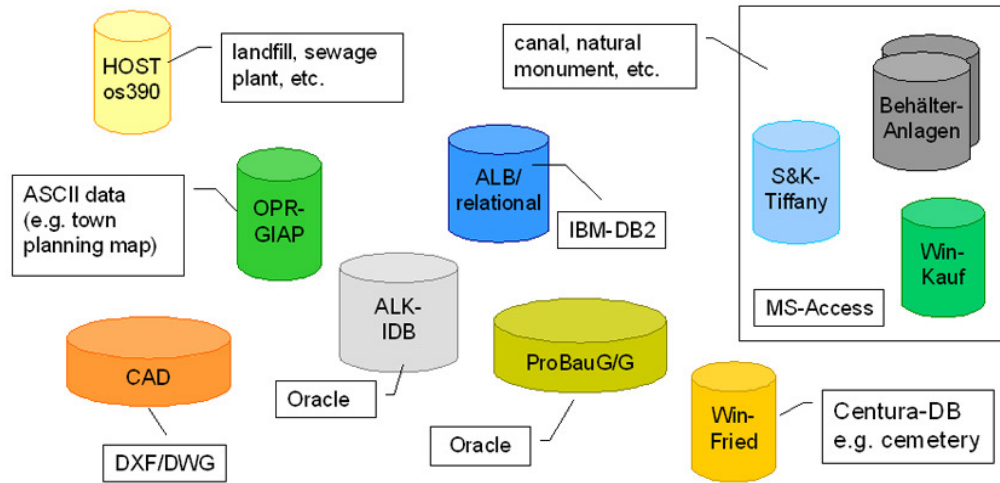 HOST
os390
landfill, sewage
plant, etc.
canal, natural
monument, etc.
Behälter-
Anlagen
S&K-
Tiffany
ALB/
relational
IBM-DB2
ASCII data
(e.g. town
planning map)
OPR-
GIAP
Win-
Kauf
MS-Access
ALK-
IDB
Oracle
CAD
DXF/DWG
ProBauG/G
Oracle
Win-
Fried
Centura-DB
e.g. cemetery